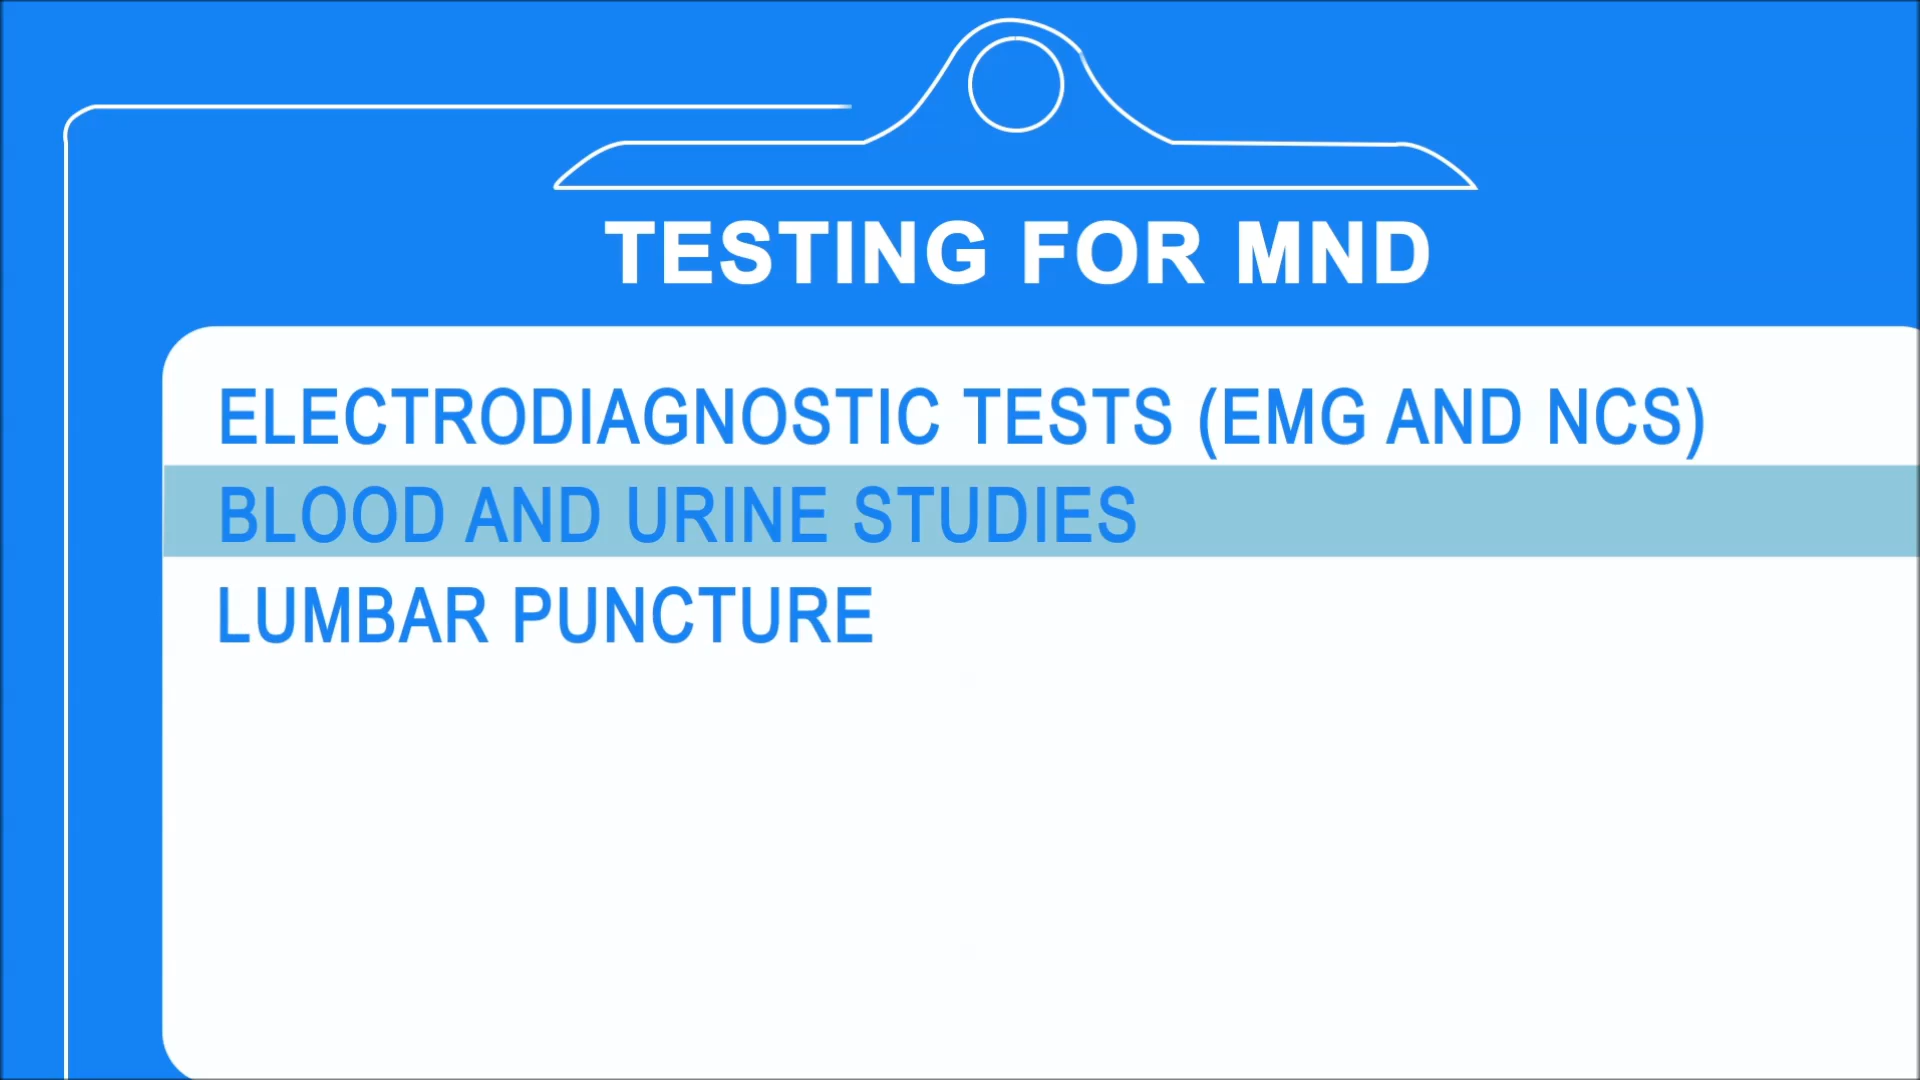 TESTING FOR MND
ELECTRODIAGNOSTIC TESTS (EMG AND NCS)
BLOOD AND URINE STUDIES
LUMBAR PUNCTURE